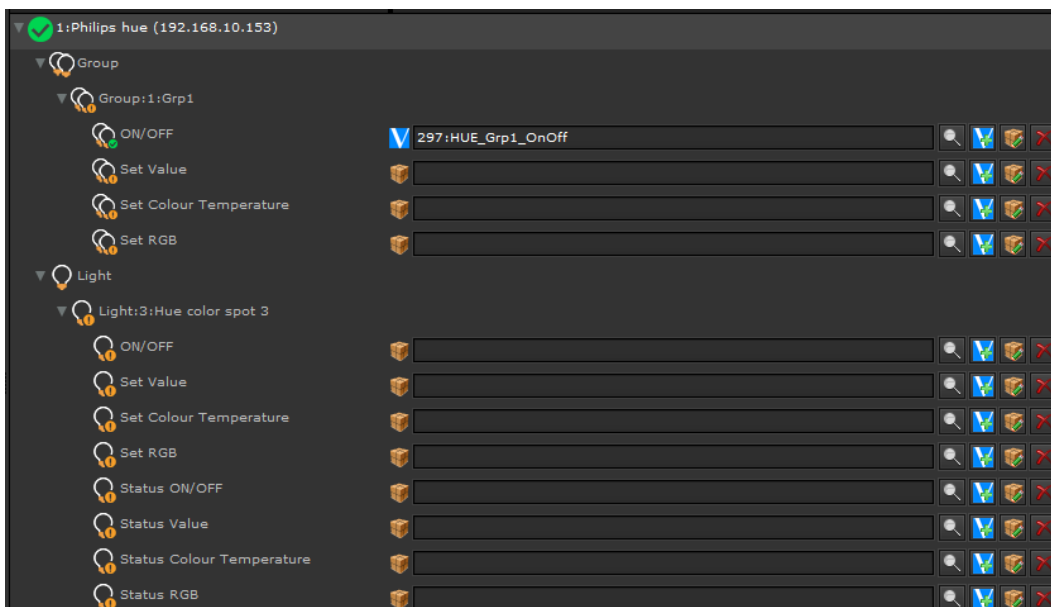 1:Philips hue (192.168.10.153)
Group
Group:1:Grp1
ON/OFF 297:HUE_Grp1_OnOff
Set Value
Set Colour Temperature
Set RGB
Light
Light:3:Hue color spot 3
ON/OFF
Set Value
Set Colour Temperature
Set RGB
Status ON/OFF
Status Value
Status Colour Temperature
Status RGB